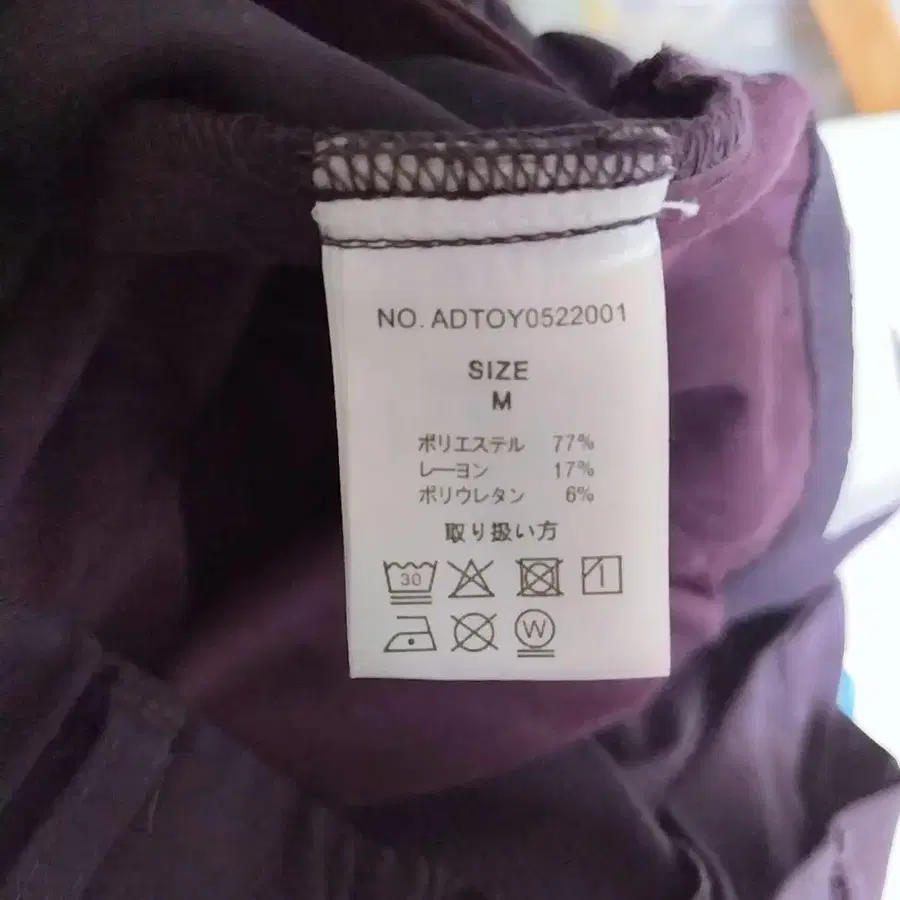 NO. ADTOY0522001
SIZE
M
ポリエステル 77%
レーヨン 17%
ポリウレタン 6%
取り扱い方
30
W